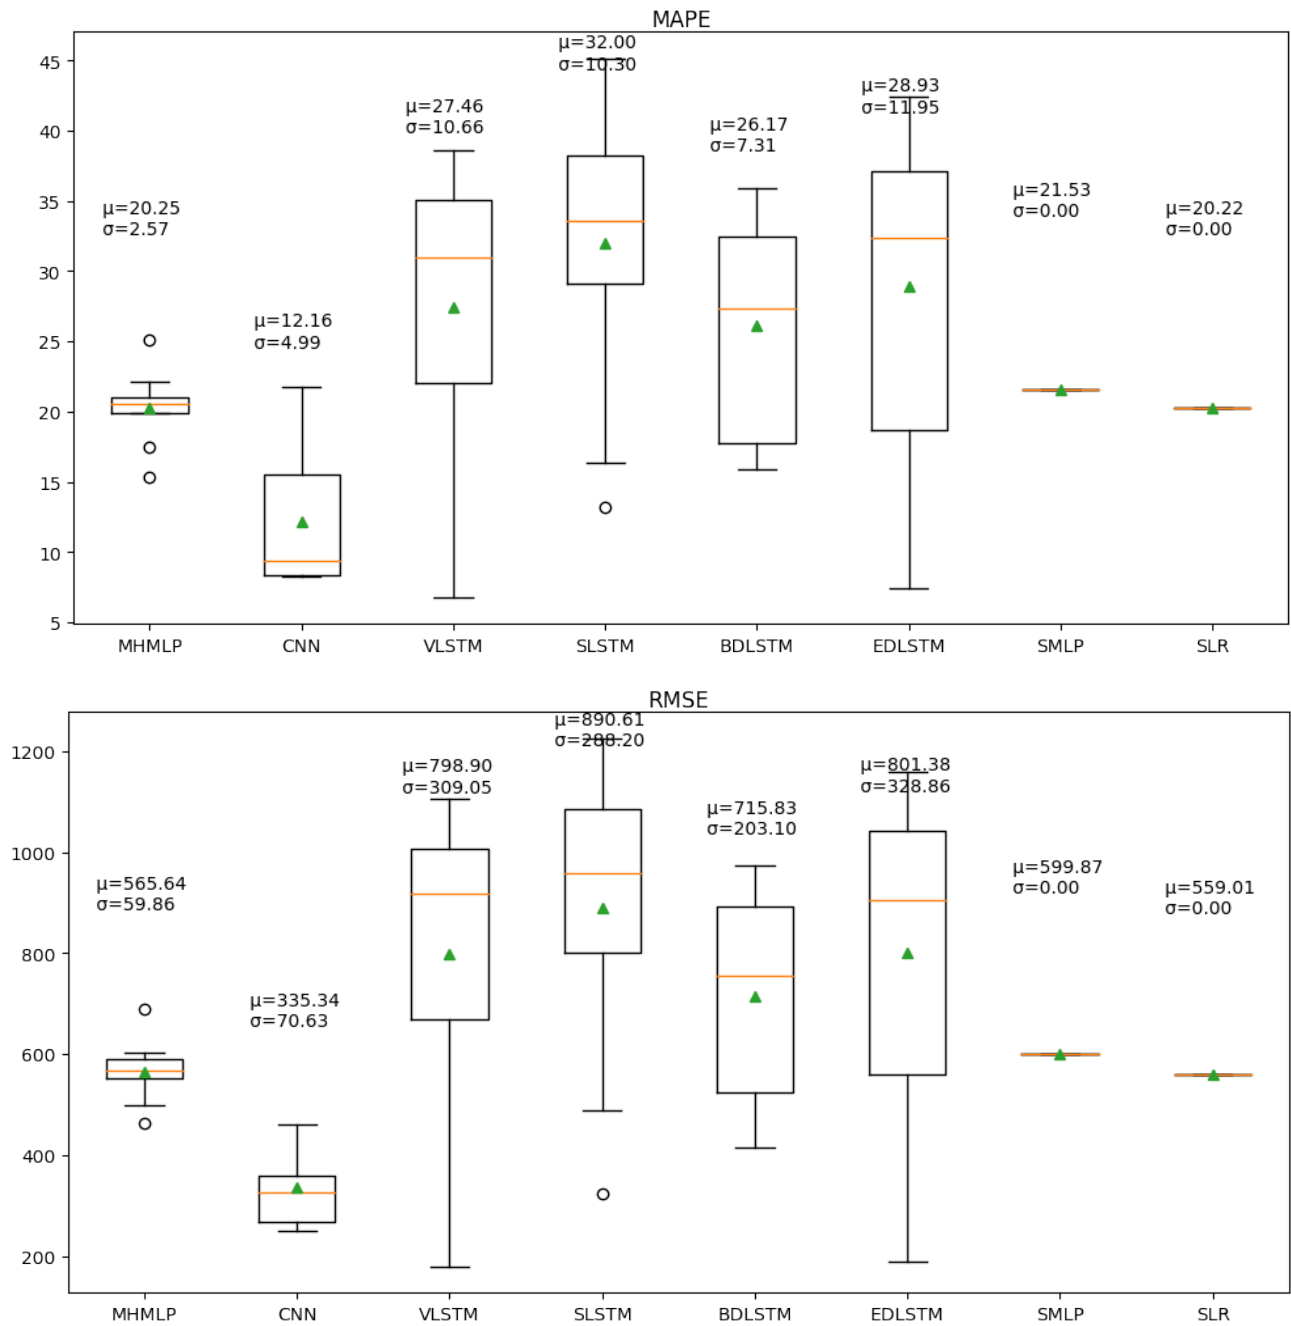 MAPE
μ=32.00
σ=10.30
μ=28.93
σ=11.95
μ=27.46
σ=10.66
μ=26.17
σ=7.31
μ=21.53
σ=0.00
μ=20.25
σ=2.57
μ=20.22
σ=0.00
μ=12.16
σ=4.99
45
40
35
30
25
20
15
10
5
MHMLP CNN VLSTM SLSTM BDLSTM EDLSTM SMLP SLR
RMSE
μ=890.61
σ=288.20
μ=798.90
σ=309.05
μ=801.38
σ=328.86
μ=715.83
σ=203.10
μ=599.87
σ=0.00
μ=565.64
σ=59.86
μ=559.01
σ=0.00
μ=335.34
σ=70.63
1200
1000
800
600
400
200
MHMLP CNN VLSTM SLSTM BDLSTM EDLSTM SMLP SLR